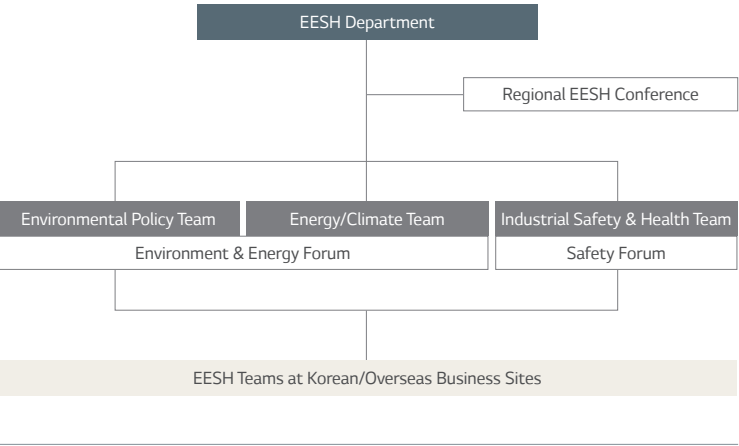 EESH Department
Regional EESH Conference
Environmental Policy Team
Energy/Climate Team
Industrial Safety & Health Team
Environment & Energy Forum
Safety Forum
EESH Teams at Korean/Overseas Business Sites